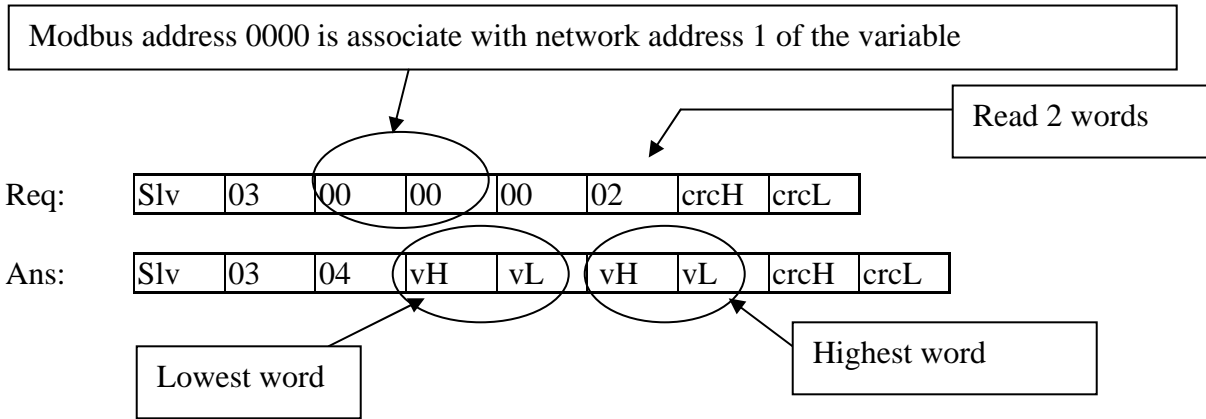 Modbus address 0000 is associate with network address 1 of the variable
Read 2 words
Req: Slv 03 00 00 00 02 crcH crcL
Ans: Slv 03 04 vH vL vH vL crcH crcL
Lowest word
Highest word